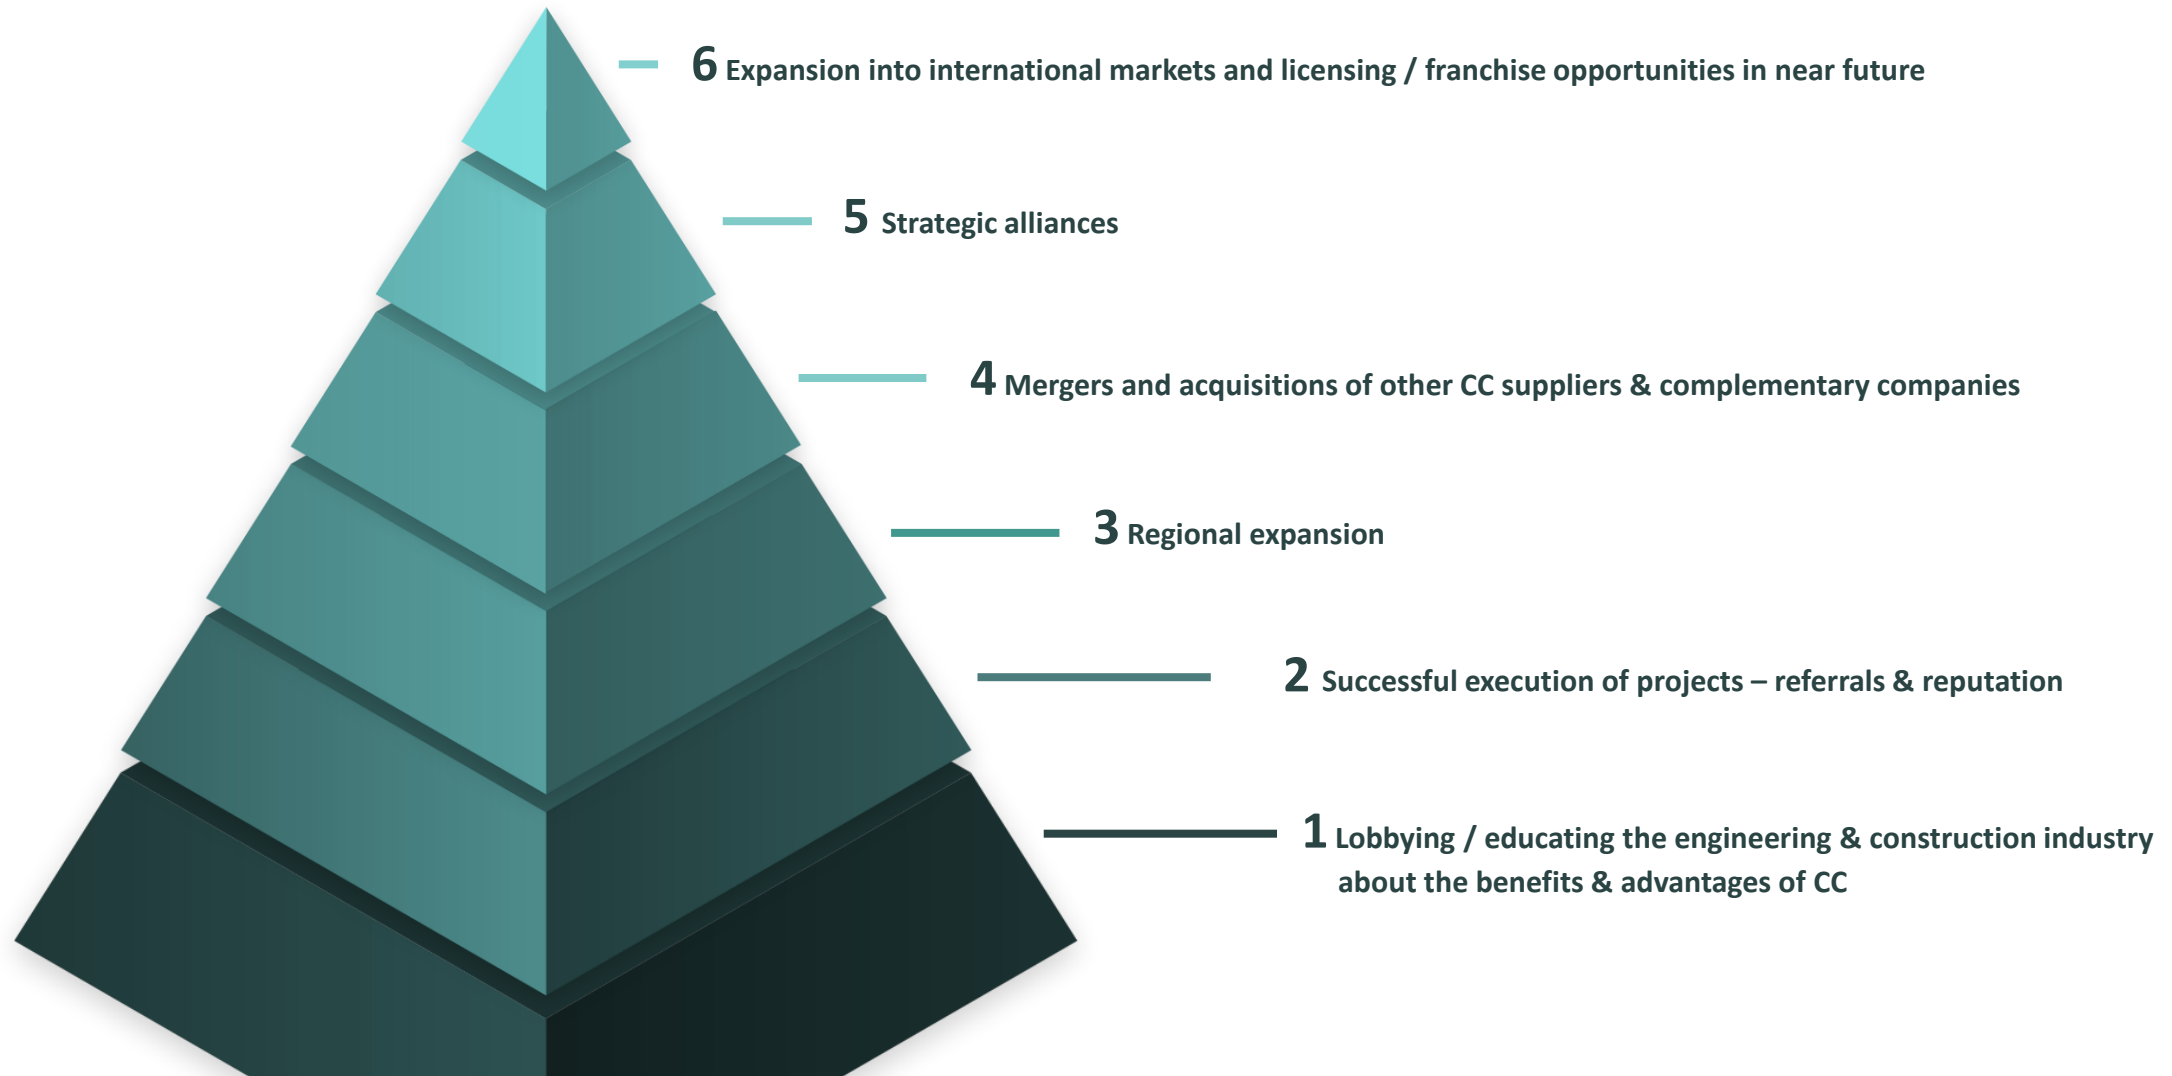 6 Expansion into international markets and licensing / franchise opportunities in near future
5 Strategic alliances
4 Mergers and acquisitions of other CC suppliers & complementary companies
3 Regional expansion
2 Successful execution of projects – referrals & reputation
1 Lobbying / educating the engineering & construction industry
about the benefits & advantages of CC